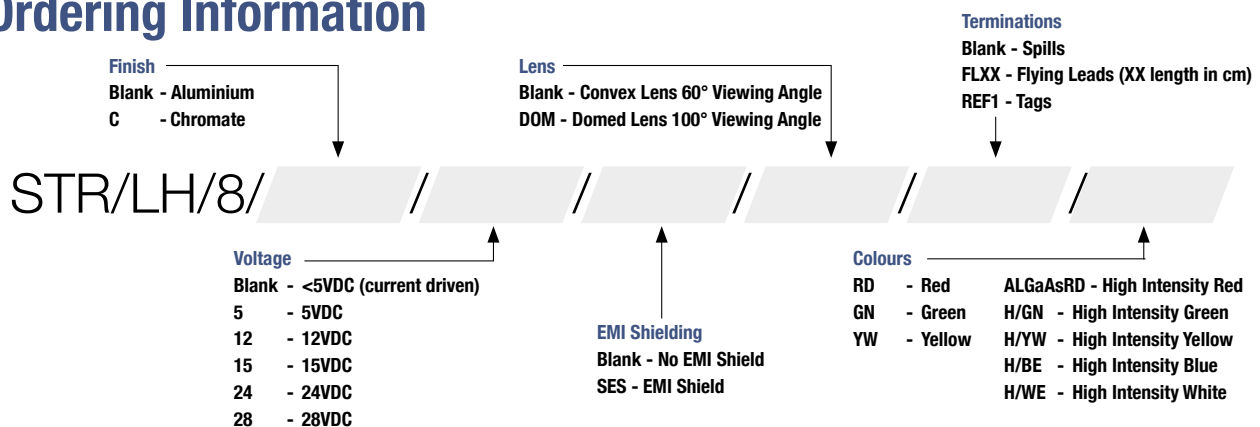 Ordering Information
Finish
Blank - Aluminium
C - Chromate
Lens
Blank - Convex Lens 60° Viewing Angle
DOM - Domed Lens 100° Viewing Angle
Terminations
Blank - Spills
FLXX - Flying Leads (XX length in cm)
REF1 - Tags
STR/LH/8/ / / / / /
Voltage
Blank - <5VDC (current driven)
5 - 5VDC
12 - 12VDC
15 - 15VDC
24 - 24VDC
28 - 28VDC
EMI Shielding
Blank - No EMI Shield
SES - EMI Shield
Colours
RD - Red
GN - Green
YW - Yellow
ALGaAsRD - High Intensity Red
H/GN - High Intensity Green
H/YW - High Intensity Yellow
H/BE - High Intensity Blue
H/WE - High Intensity White